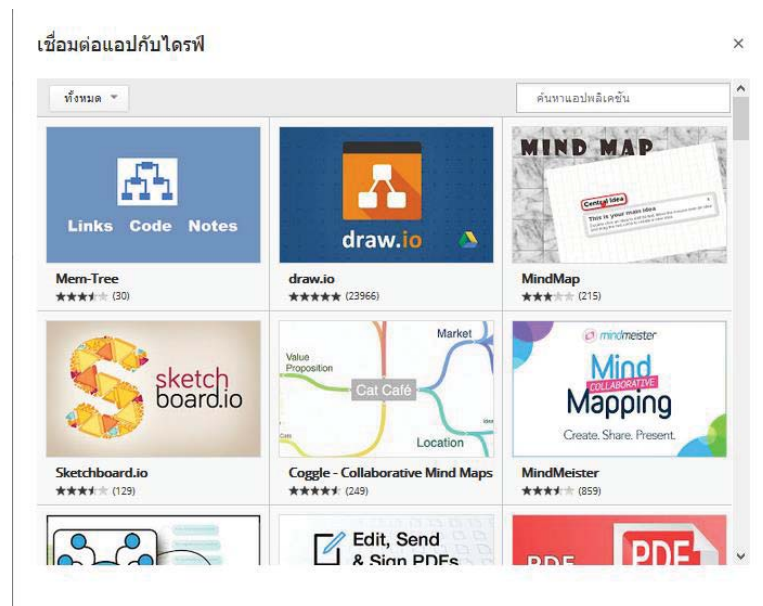 เชื่อมต่อแอปกับไดรฟ์ ×
ทั้งหมด ค้นหาแอปพลิเคชัน
Links Code Notes
Mem-Tree
(30)
draw.io
draw.io
(23966)
MIND MAP
Central Idea
This is your main idea
MindMap
(215)
sketch
board.io
Sketchboard.io
(129)
Market
Value
Proposition
Cat Café
Location
Coggle - Collaborative Mind Maps
(249)
mindmeister
Mind
COLLABORATIVE
Mapping
Create. Share. Present.
MindMeister
(859)
Edit, Send
& Sign PDFs
PDF
PDF